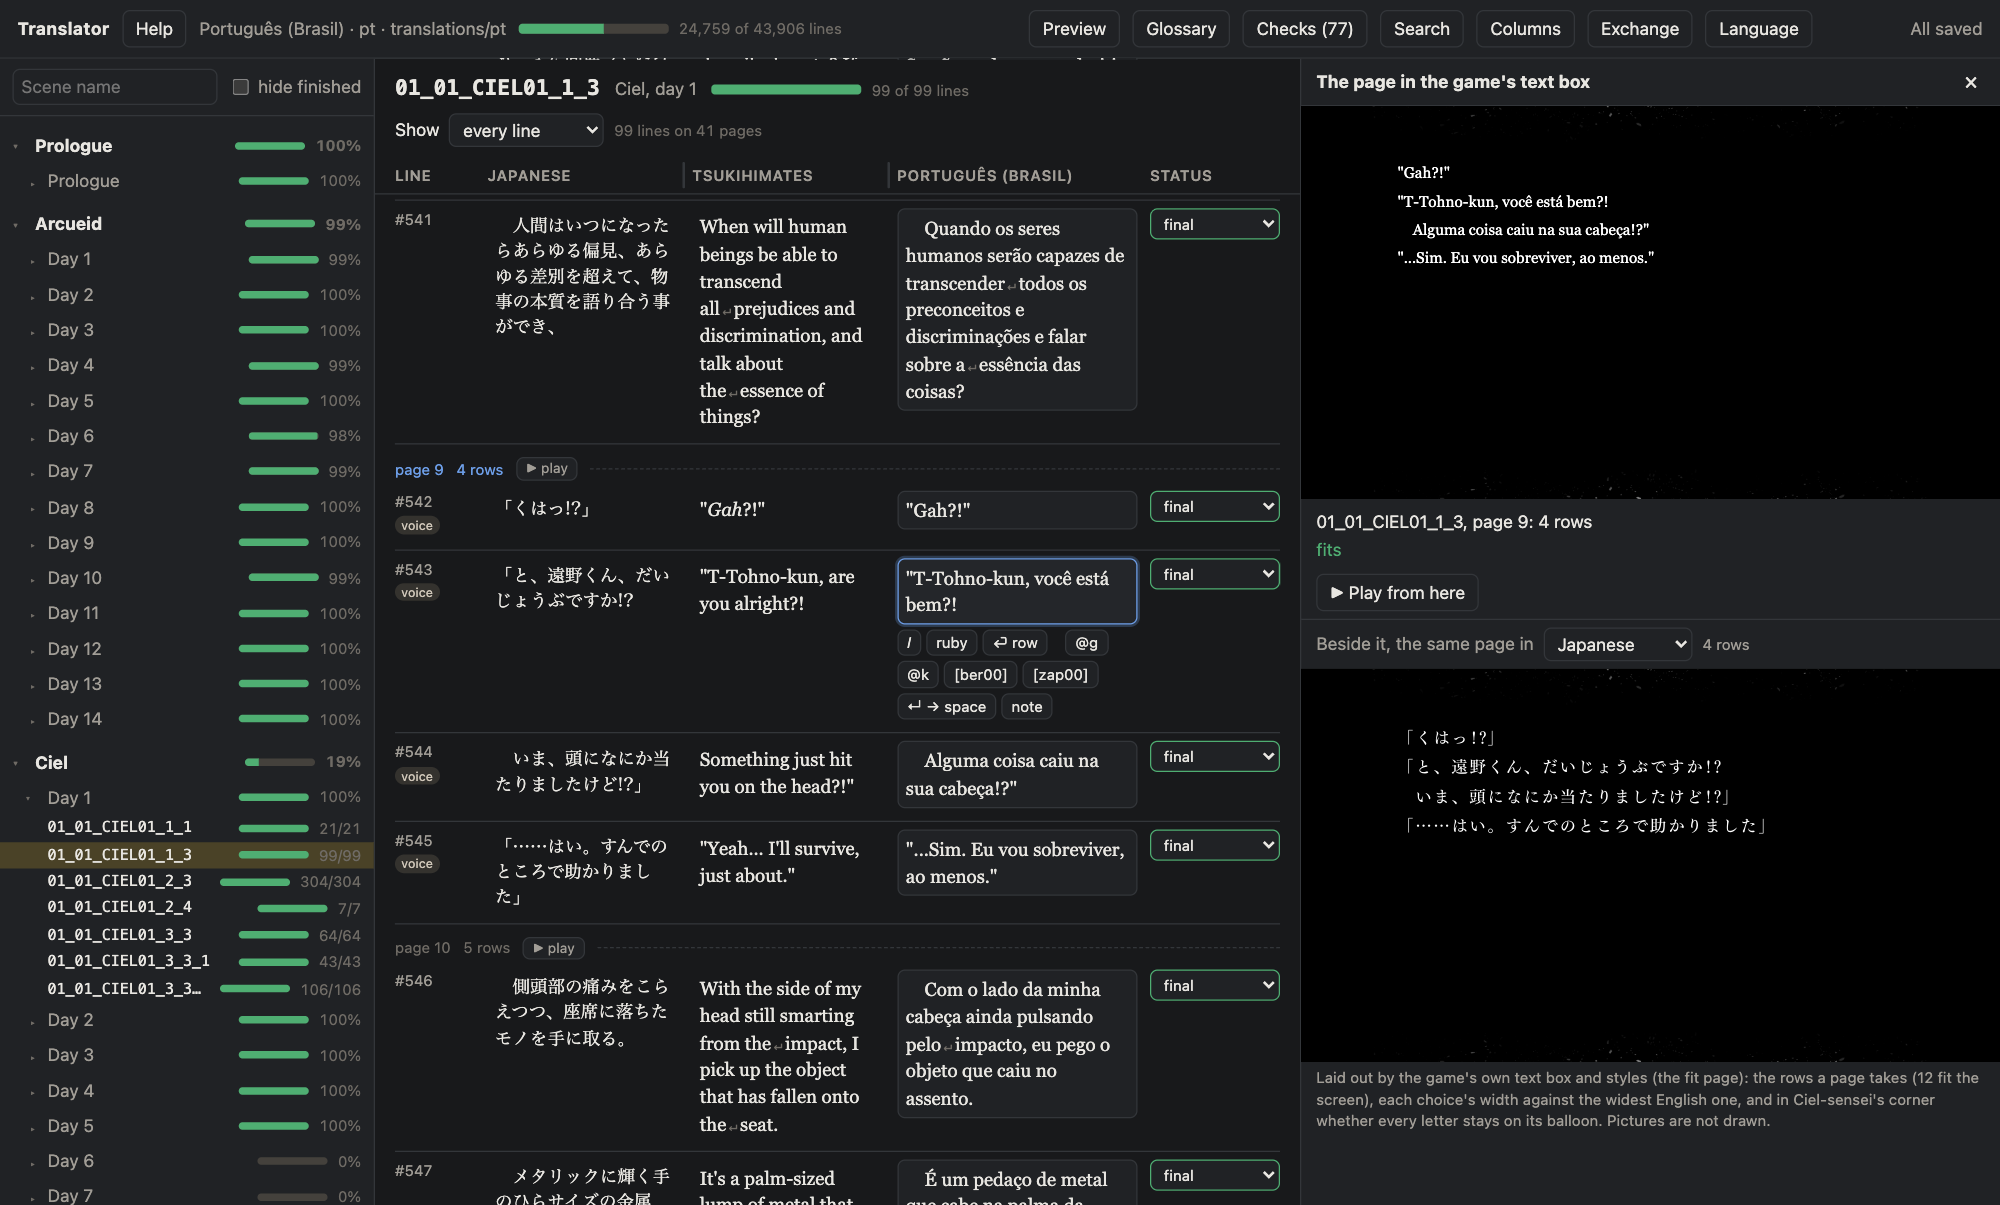 Translator
Help
Português (Brasil) · pt · translations/pt
24,759 of 43,906 lines
Preview
Glossary
Checks (77)
Search
Columns
Exchange
Language
All saved
Scene name
hide finished
Prologue 100%
Prologue 100%
Arcueid 99%
Day 1 99%
Day 2 100%
Day 3 100%
Day 4 99%
Day 5 100%
Day 6 98%
Day 7 99%
Day 8 100%
Day 9 100%
Day 10 99%
Day 11 100%
Day 12 100%
Day 13 100%
Day 14 100%
Ciel 19%
Day 1 100%
01_01_CIEL01_1_1 21/21
01_01_CIEL01_1_3 99/99
01_01_CIEL01_2_3 304/304
01_01_CIEL01_2_4 7/7
01_01_CIEL01_3_3 64/64
01_01_CIEL01_3_3_1 43/43
01_01_CIEL01_3_3… 106/106
Day 2 100%
Day 3 100%
Day 4 100%
Day 5 100%
Day 6 0%
Day 7 0%
01_01_CIEL01_1_3 Ciel, day 1 99 of 99 lines
Show every line 99 lines on 41 pages
LINE JAPANESE TSUKIHIMATES PORTUGUÊS (BRASIL) STATUS
#541
人間はいつになった
らあらゆる偏見、あら
ゆる差別を超えて、物
事の本質を語り合う事
ができ、
When will human
beings be able to
transcend
all↵prejudices and
discrimination, and
talk about
the↵essence of
things?
Quando os seres
humanos serão capazes de
transcender↵todos os
preconceitos e
discriminações e falar
sobre a↵essência das
coisas?
final
page 9 4 rows ▶ play
#542
voice
「くはっ!?」
"Gah?!"
"Gah?!"
final
#543
voice
「と、遠野くん、だい
じょうぶですか!?
"T-Tohno-kun, are
you alright?!
"T-Tohno-kun, você está
bem?!
final
I ruby ⏎ row @g
@k [ber00] [zap00]
↵ → space note
#544
voice
いま、頭になにか当
たりましたけど!?」
Something just hit
you on the head?!"
Alguma coisa caiu na
sua cabeça!?"
final
#545
voice
「……はい。すんでの
ところで助かりまし
た」
"Yeah... I'll survive,
just about."
"...Sim. Eu vou sobreviver,
ao menos."
final
page 10 5 rows ▶ play
#546
側頭部の痛みをこら
えつつ、座席に落ちた
モノを手に取る。
With the side of my
head still smarting
from the↵impact, I
pick up the object
that has fallen onto
the↵seat.
Com o lado da minha
cabeça ainda pulsando
pelo↵impacto, eu pego o
objeto que caiu no
assento.
final
#547
メタリックに輝く手
のひらサイズの金属
It's a palm-sized
lump of metal that
É um pedaço de metal
que cabe na palma da
final
The page in the game's text box
×
"Gah?!"
"T-Tohno-kun, você está bem?!
Alguma coisa caiu na sua cabeça!?"
"...Sim. Eu vou sobreviver, ao menos."
01_01_CIEL01_1_3, page 9: 4 rows
fits
▶ Play from here
Beside it, the same page in Japanese 4 rows
「くはっ!?」
「と、遠野くん、だいじょうぶですか!?
いま、頭になにか当たりましたけど!?」
「……はい。すんでのところで助かりました」
Laid out by the game's own text box and styles (the fit page): the rows a page takes (12 fit the
screen), each choice's width against the widest English one, and in Ciel-sensei's corner
whether every letter stays on its balloon. Pictures are not drawn.